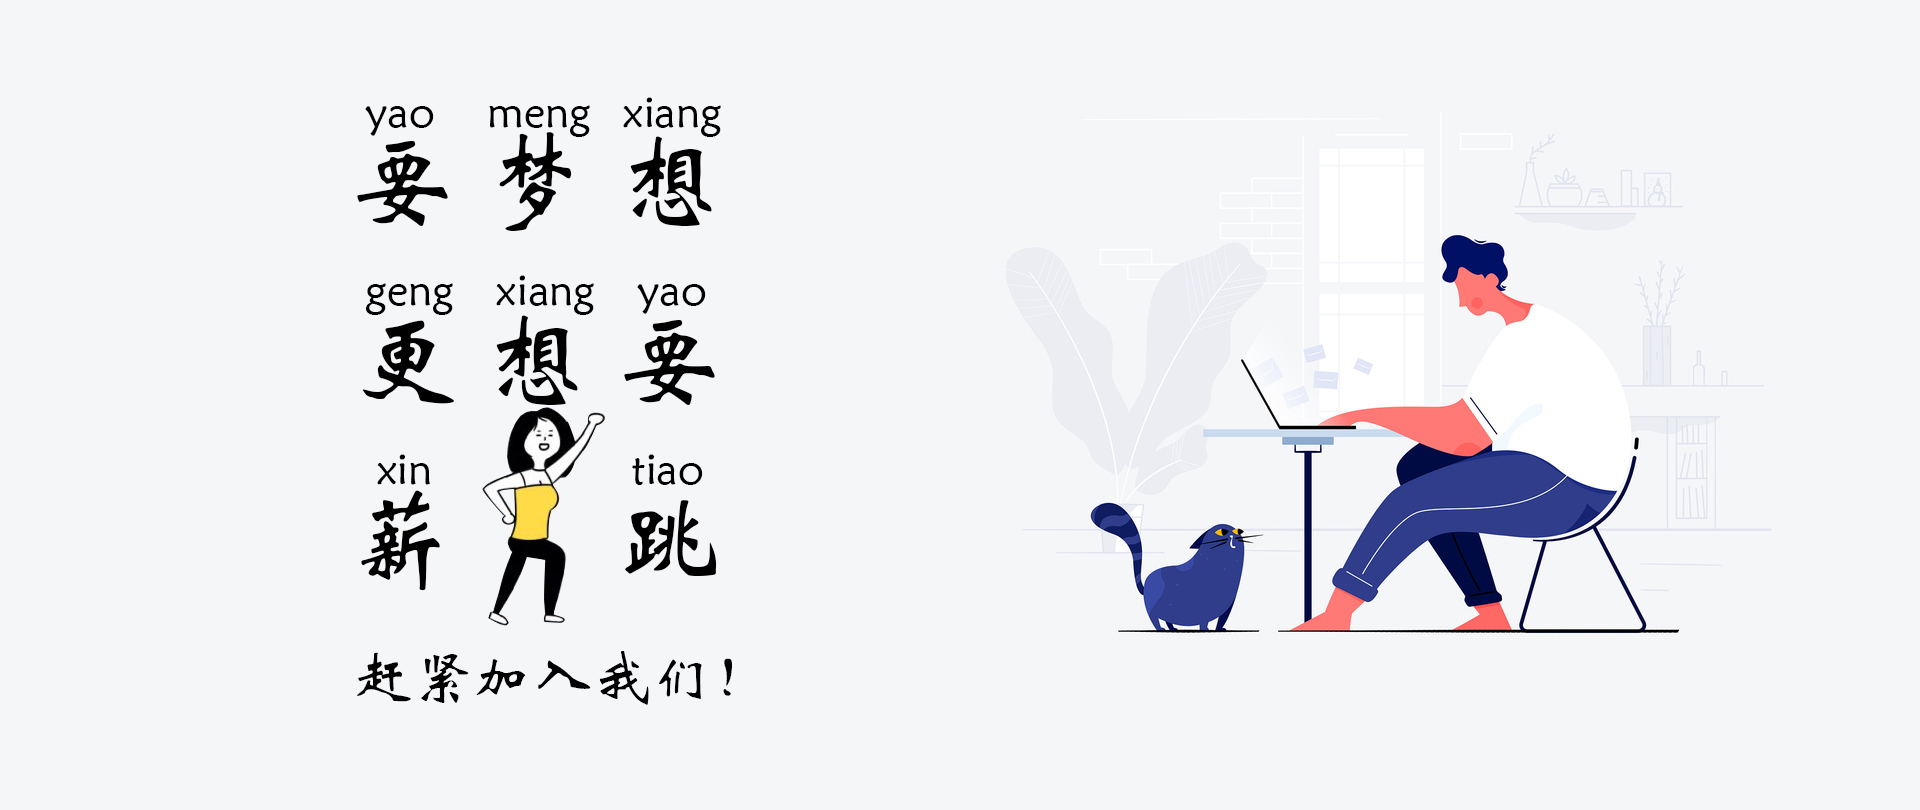 yao meng xiang
要 梦 想
geng xiang yao
更 想 要
xin tiao
薪 跳
赶紧加入我们！